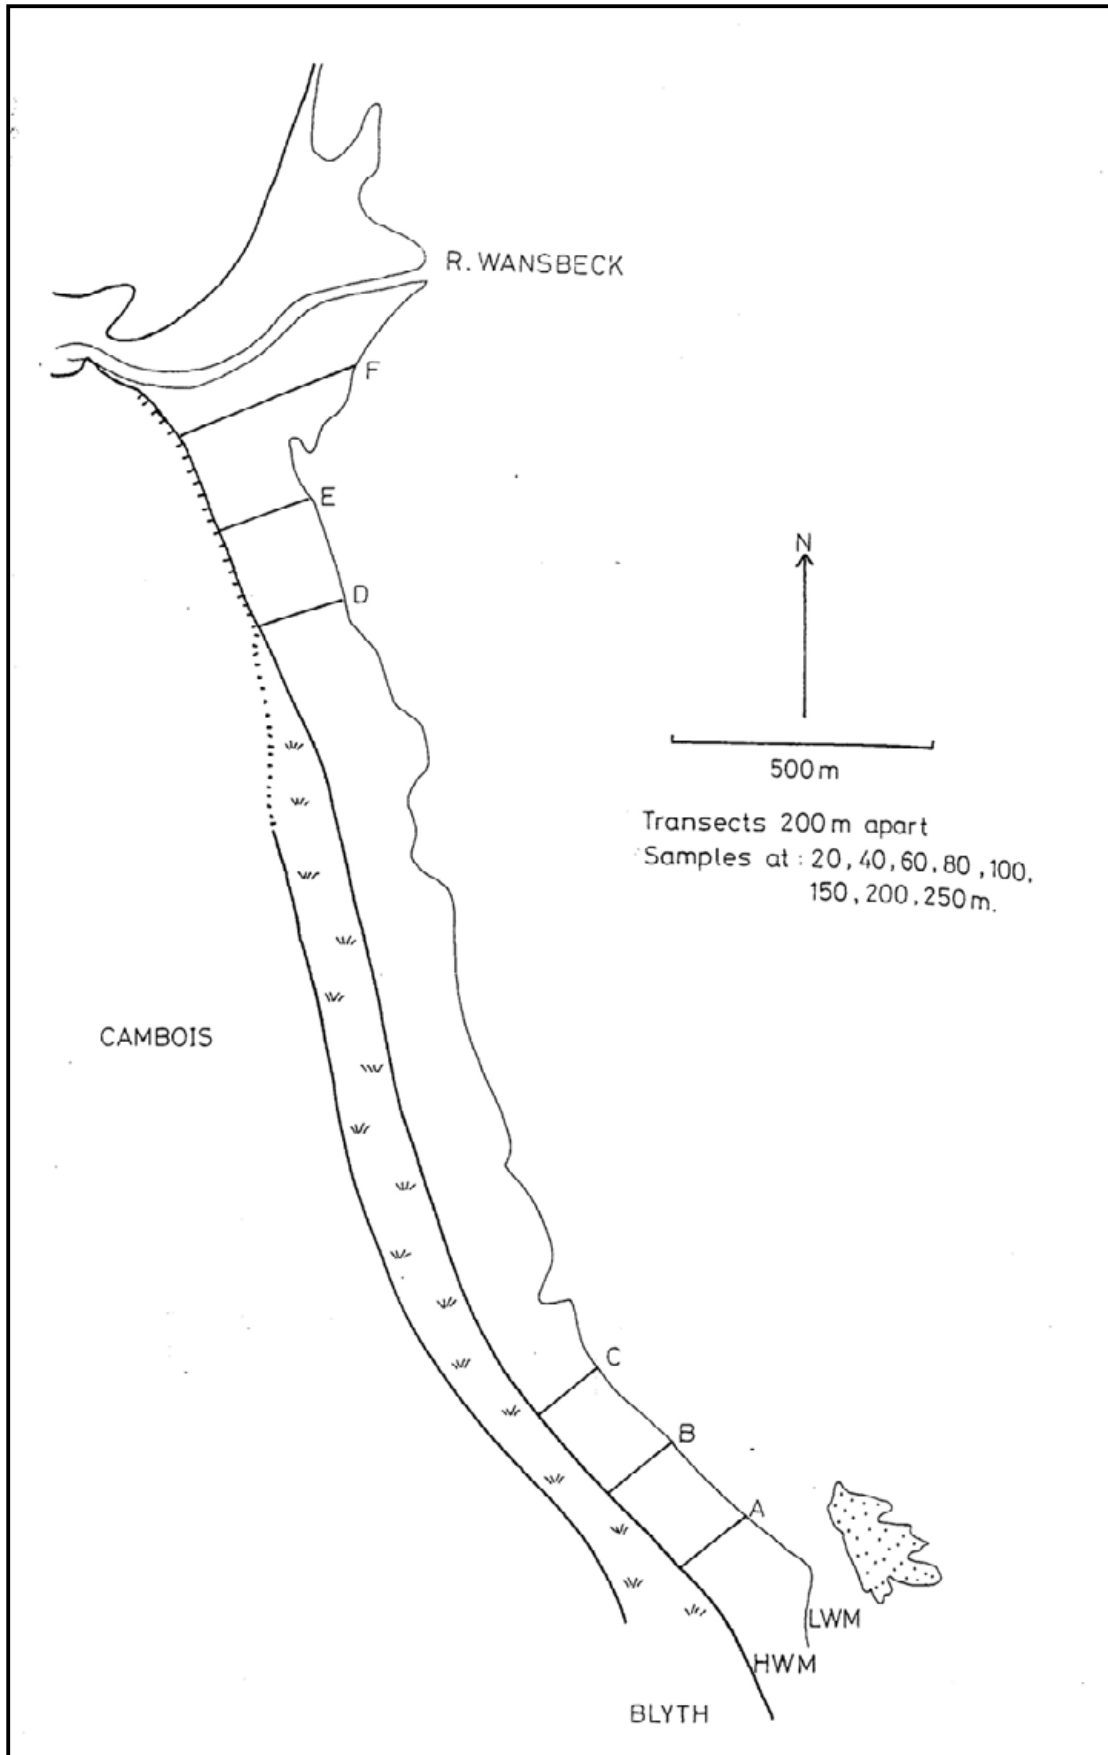 R. WANSBECK
F
E
N
D
500m
Transects 200m apart
Samples at : 20, 40, 60, 80, 100,
150, 200, 250m.
CAMBOIS
C
B
A
LWM
HWM
BLYTH